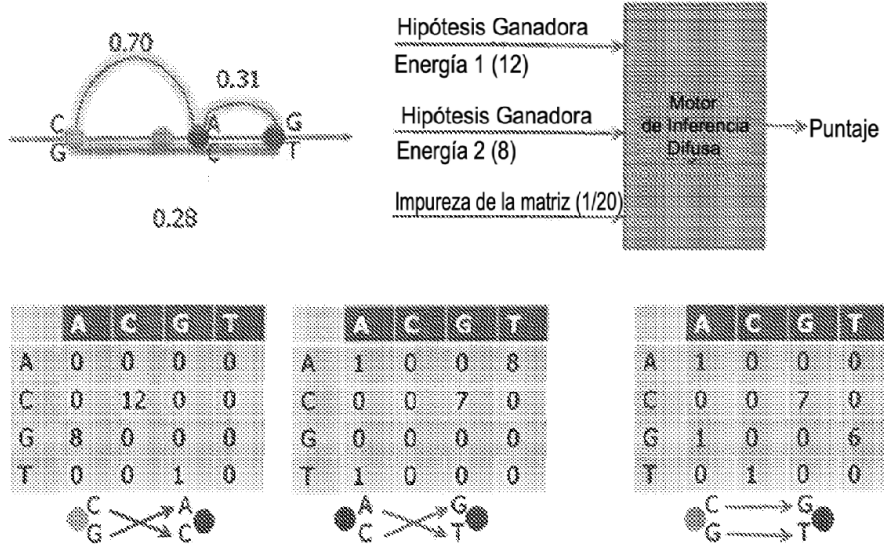 0.70
0.31
C A G
G C T
0.28
Hipótesis Ganadora
Energía 1 (12)
Hipótesis Ganadora
Energía 2 (8)
Impureza de la matriz (1/20)
Motor
de Inferencia
Difusa
Puntaje
A C G T
A 0 0 0 0
C 0 12 0 0
G 8 0 0 0
T 0 0 1 0
C A
G C
A C G T
A 1 0 0 8
C 0 0 7 0
G 0 0 0 0
T 1 0 0 0
A G
C T
A C G T
A 1 0 0 0
C 0 0 7 0
G 1 0 0 6
T 0 1 0 0
C G
G T